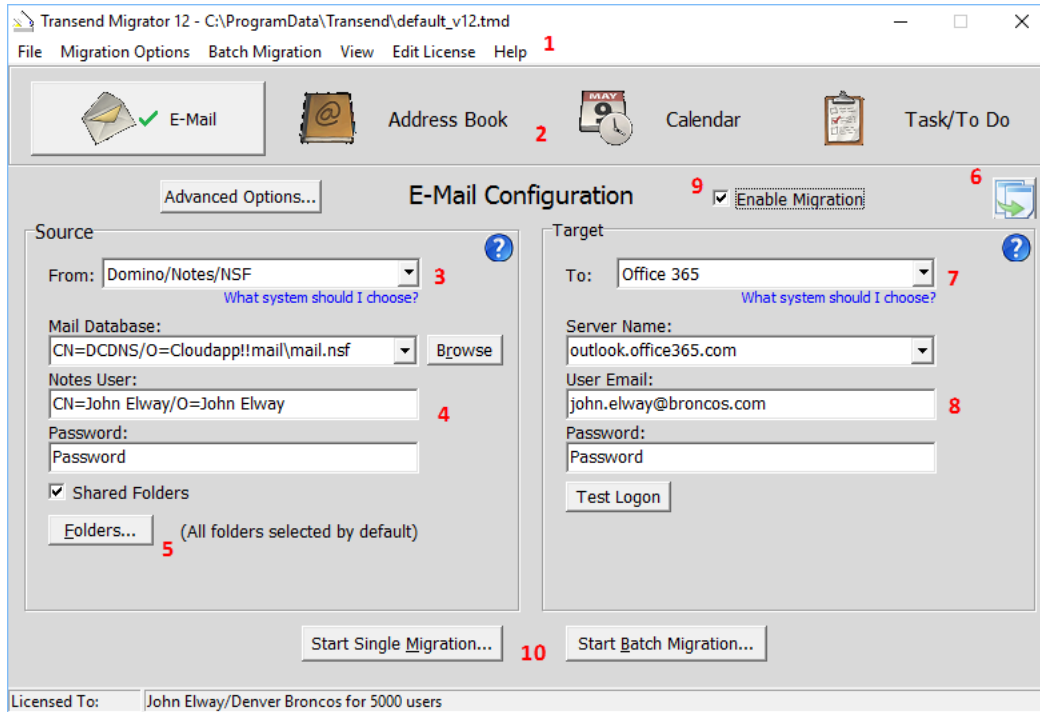 Transend Migrator 12 - C:\ProgramData\Transend\default_v12.tmd
File Migration Options Batch Migration View Edit License Help 1
E-Mail Address Book 2 MAY 9 Calendar Task/To Do
Advanced Options... E-Mail Configuration 9 Enable Migration 6
Source ?
From: Domino/Notes/NSF 3
What system should I choose?
Mail Database:
CN=DCDNS/O=Cloudapp!!mail\mail.nsf Browse
Notes User:
CN=John Elway/O=John Elway 4
Password:
Password
Shared Folders
Folders... (All folders selected by default)
5
Target ?
To: Office 365 7
What system should I choose?
Server Name:
outlook.office365.com
User Email:
john.elway@broncos.com 8
Password:
Password
Test Logon
Start Single Migration... 10 Start Batch Migration...
Licensed To: John Elway/Denver Broncos for 5000 users